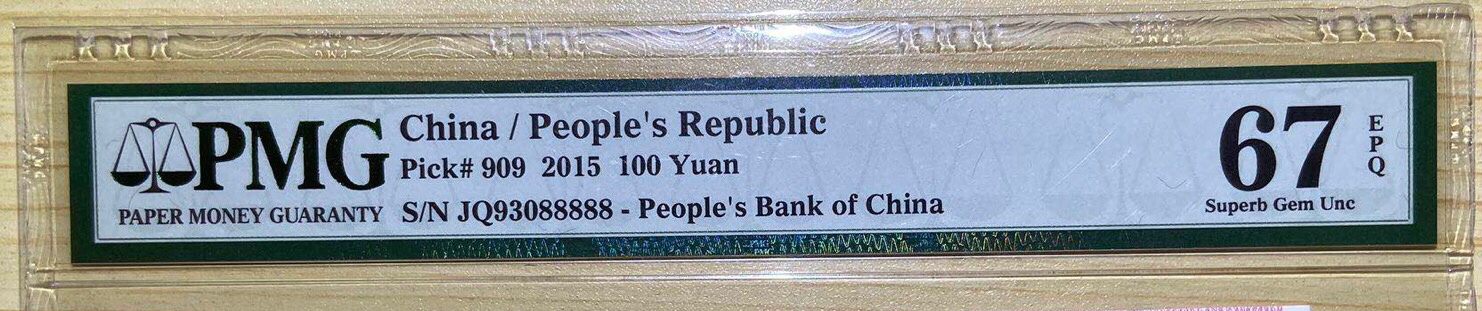 PMG
PAPER MONEY GUARANTY
China / People's Republic
Pick# 909 2015 100 Yuan
S/N JQ93088888 - People's Bank of China
67
EPQ
Superb Gem Unc